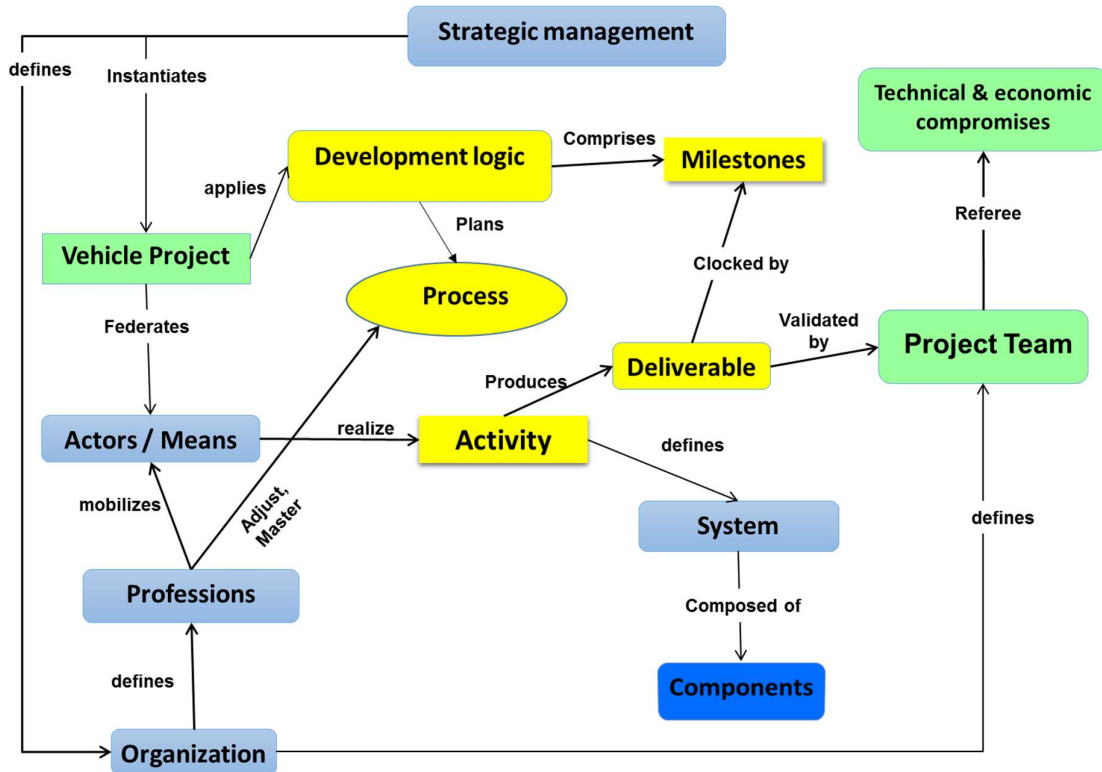 Strategic management
defines
Instantiates
Technical & economic
compromises
Development logic
Comprises
Milestones
applies
Plans
Referee
Vehicle Project
Clocked by
Process
Federates
Validated
by
Project Team
Deliverable
Produces
Actors / Means
realize
Activity
defines
mobilizes
Adjust,
Master
System
defines
Professions
Composed of
defines
Components
Organization